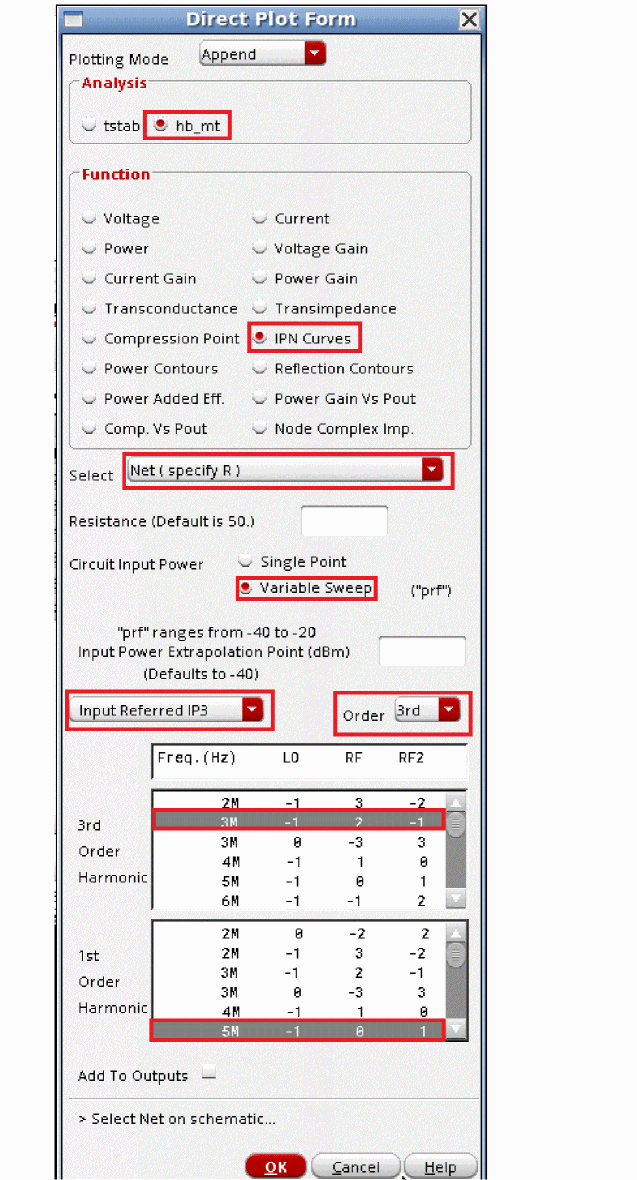 Direct Plot Form
Plotting Mode Append
Analysis
tstab hb_mt
Function
Voltage Current
Power Voltage Gain
Current Gain Power Gain
Transconductance Transimpedance
Compression Point IPN Curves
Power Contours Reflection Contours
Power Added Eff. Power Gain Vs Pout
Comp. Vs Pout Node Complex Imp.
Select Net ( specify R )
Resistance (Default is 50.)
Circuit Input Power Single Point
Variable Sweep ("prf")
"prf" ranges from -40 to -20
Input Power Extrapolation Point (dBm)
(Defaults to -40)
Input Referred IP3 Order 3rd
Freq.(Hz) LO RF RF2
3rd
Order
Harmonic
2M -1 3 -2
3M -1 2 -1
3M 0 -3 3
4M -1 1 0
5M -1 0 1
6M -1 -1 2
1st
Order
Harmonic
2M 0 -2 2
2M -1 3 -2
3M -1 2 -1
3M 0 -3 3
4M -1 1 0
5M -1 0 1
Add To Outputs
> Select Net on schematic...
OK Cancel Help